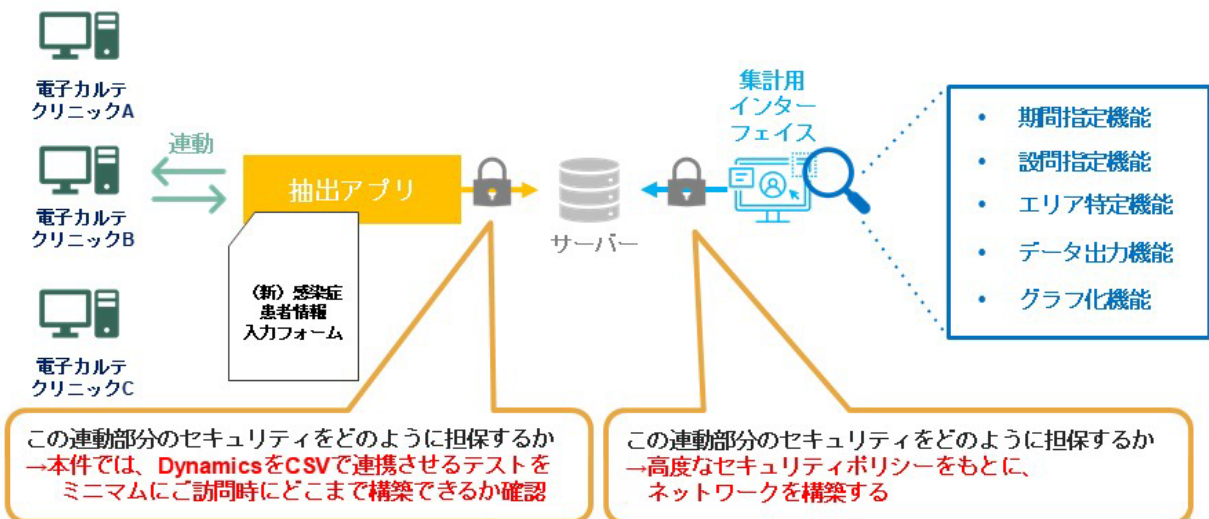 電子カルテ
クリニックA
電子カルテ
クリニックB
電子カルテ
クリニックC
連動
抽出アプリ
(新)感染症
患者情報
入力フォーム
サーバー
集計用
インター
フェイス
• 期間指定機能
• 設問指定機能
• エリア特定機能
• データ出力機能
• グラフ化機能
この連動部分のセキュリティをどのように担保するか
→本件では、DynamicsをCSVで連携させるテストを
ミニマムにご訪問時にどこまで構築できるか確認
この連動部分のセキュリティをどのように担保するか
→高度なセキュリティポリシーをもとに、
ネットワークを構築する